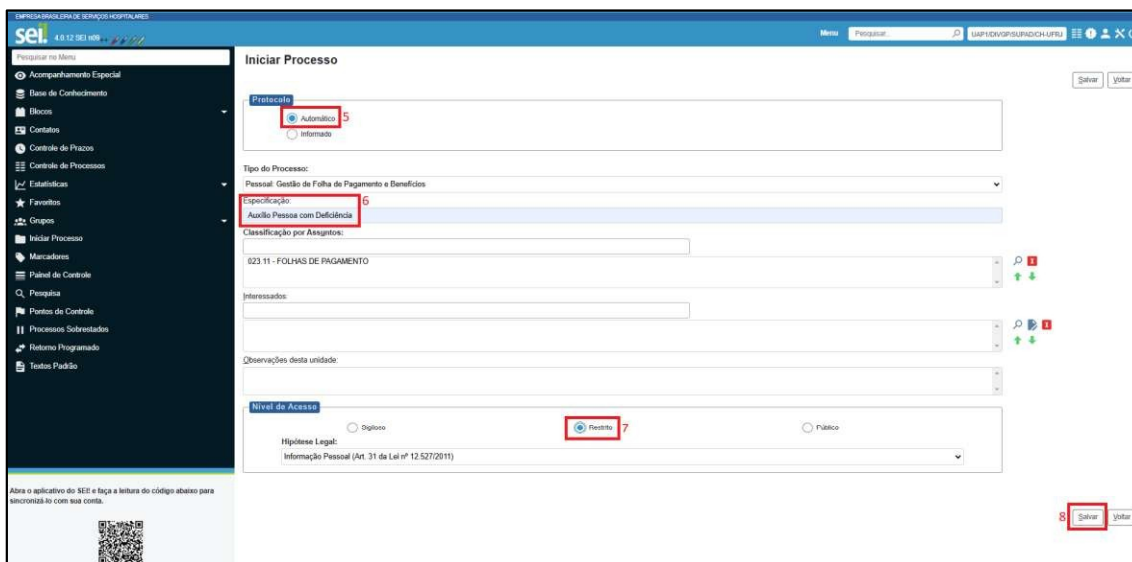 EMPRESA BRASILEIRA DE SERVIÇOS HOSPITALARES
sei. 4.0.12 SEI
Menu Pesquisar... UAP1/DIVGP/SUPAD/CH-UFRJ
Pesquisar no Menu
Acompanhamento Especial
Base de Conhecimento
Blocos
Contatos
Controle de Prazos
Controle de Processos
Estatísticas
Favoritos
Grupos
Iniciar Processo
Marcadores
Painel de Controle
Pesquisa
Pontos de Controle
Processos Sobrestados
Retorno Programado
Textos Padrão
Abra o aplicativo do SEI! e faça a leitura do código abaixo para
sincronizá-lo com sua conta.
Iniciar Processo
Salvar Voltar
Protocolo
Automático 5
Informado
Tipo do Processo:
Pessoal: Gestão de Folha de Pagamento e Benefícios
Especificação: 6
Auxílio Pessoa com Deficiência
Classificação por Assuntos:
023.11 - FOLHAS DE PAGAMENTO
Interessados:
Observações desta unidade:
Nível de Acesso
Sigiloso Restrito 7 Público
Hipótese Legal:
Informação Pessoal (Art. 31 da Lei nº 12.527/2011)
8 Salvar Voltar